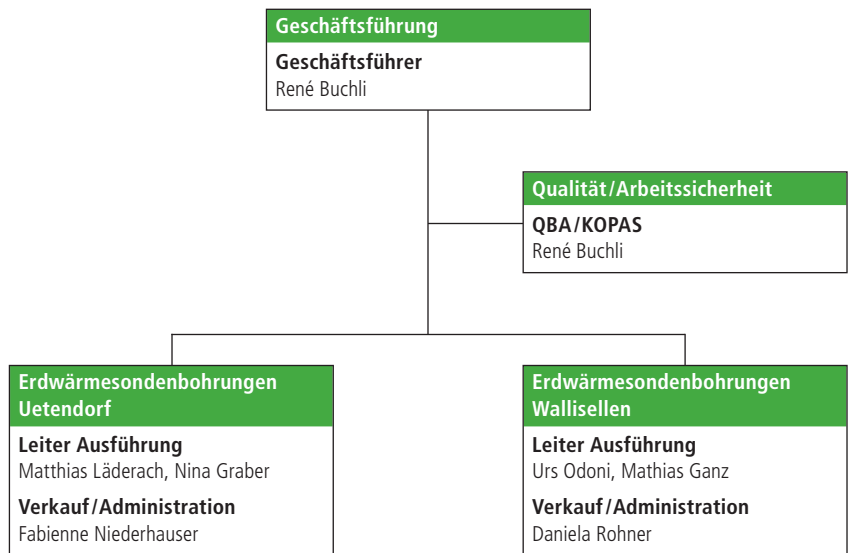 Geschäftsführung
Geschäftsführer
René Buchli
Qualität/Arbeitssicherheit
QBA/KOPAS
René Buchli
Erdwärmesondenbohrungen
Uetendorf
Leiter Ausführung
Matthias Läderach, Nina Graber
Verkauf/Administration
Fabienne Niederhauser
Erdwärmesondenbohrungen
Wallisellen
Leiter Ausführung
Urs Odoni, Mathias Ganz
Verkauf/Administration
Daniela Rohner